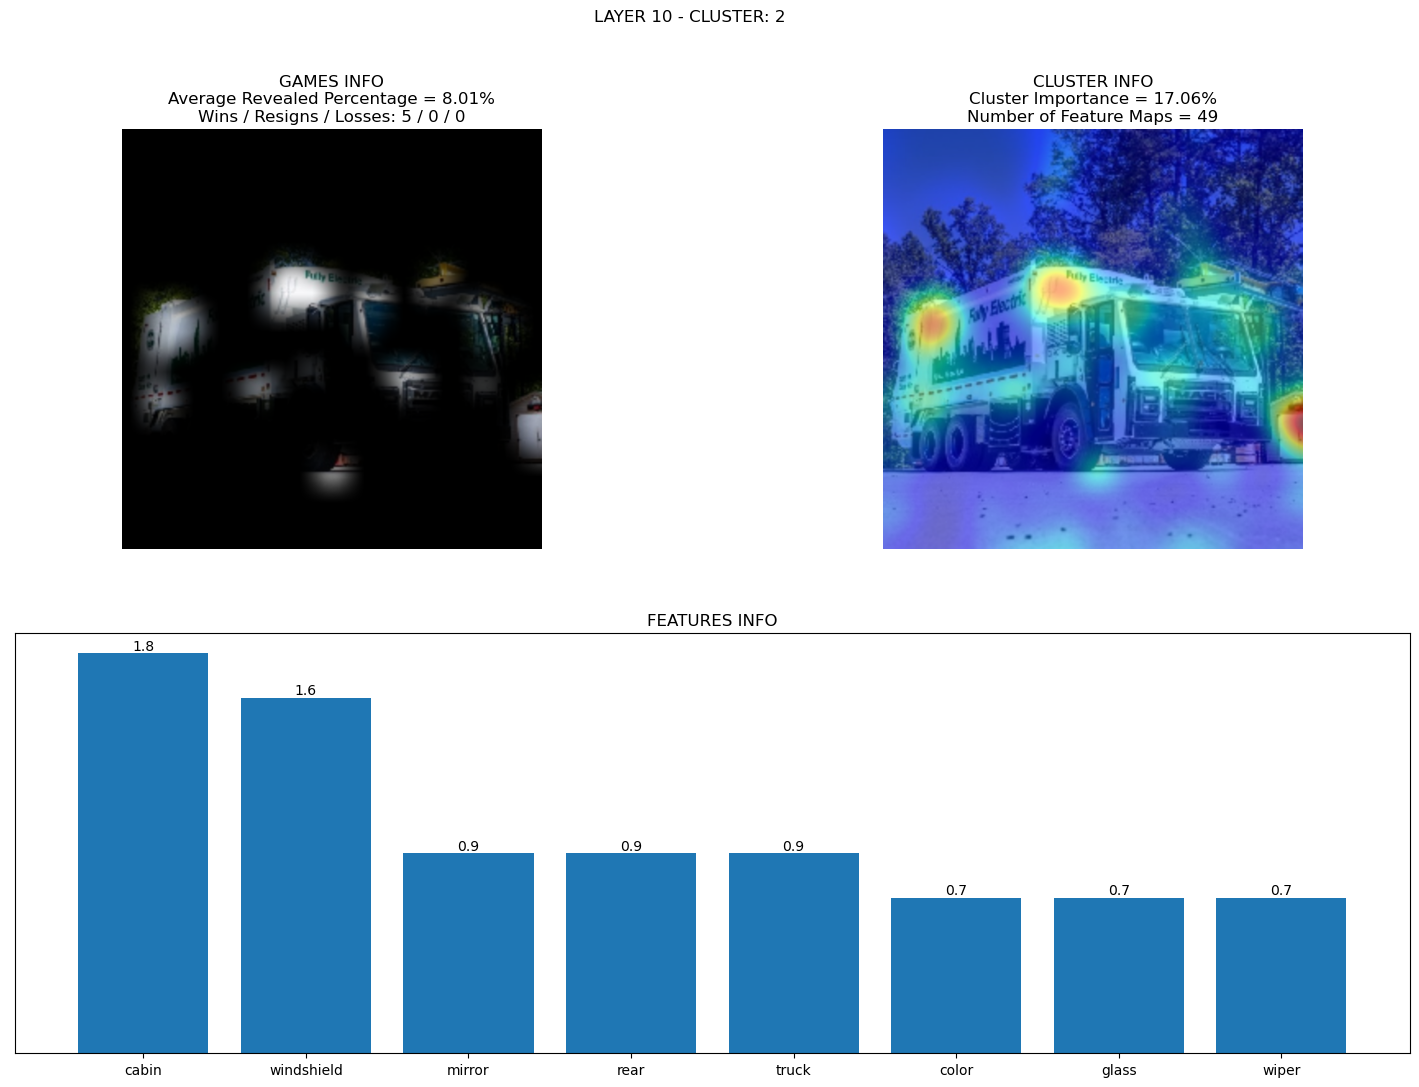 LAYER 10 - CLUSTER: 2
GAMES INFO
Average Revealed Percentage = 8.01%
Wins / Resigns / Losses: 5 / 0 / 0
CLUSTER INFO
Cluster Importance = 17.06%
Number of Feature Maps = 49
Fully Electric
Fully Electric
Fully Electric
FEATURES INFO
1.8
1.6
0.9
0.9
0.9
0.7
0.7
0.7
cabin
windshield
mirror
rear
truck
color
glass
wiper